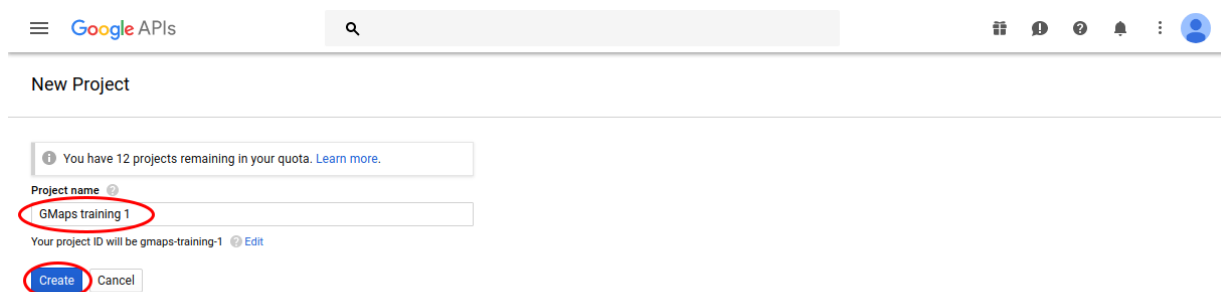 Google APIs
New Project
You have 12 projects remaining in your quota. Learn more.
Project name
GMaps training 1
Your project ID will be gmaps-training-1 Edit
Create Cancel